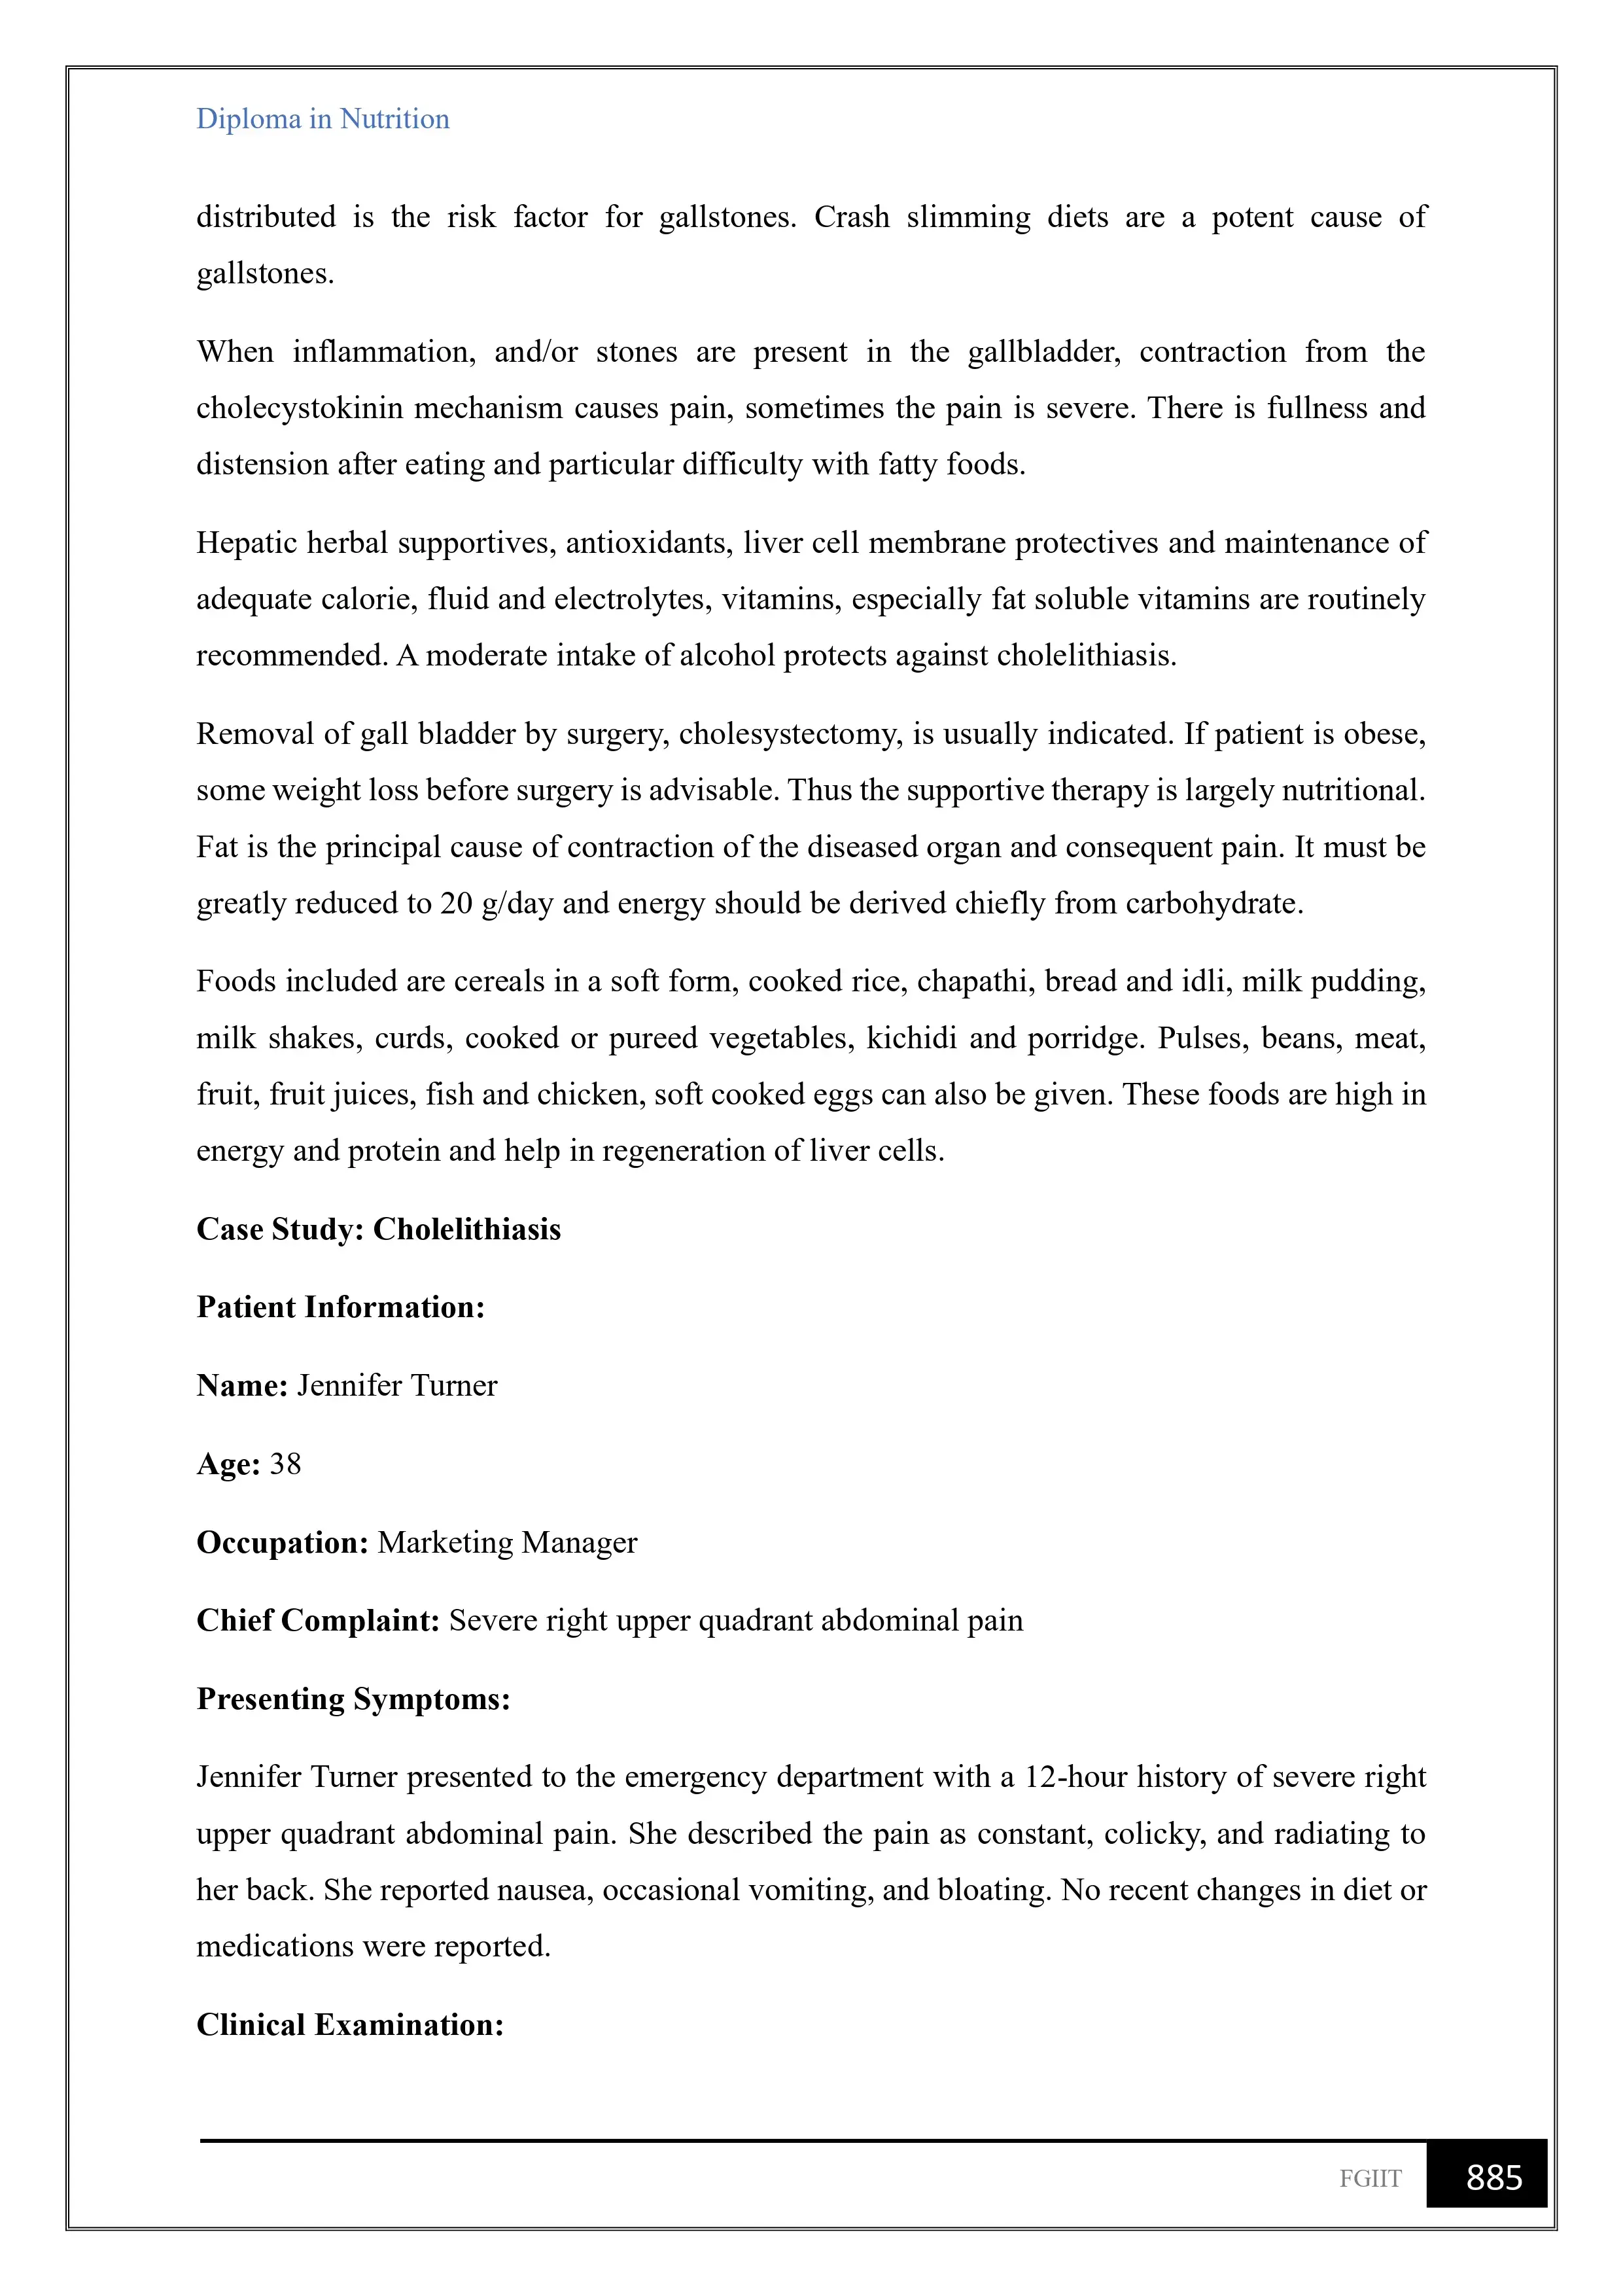 Diploma in Nutrition
distributed is the risk factor for gallstones. Crash slimming diets are a potent cause of
gallstones.
When inflammation, and/or stones are present in the gallbladder, contraction from the
cholecystokinin mechanism causes pain, sometimes the pain is severe. There is fullness and
distension after eating and particular difficulty with fatty foods.
Hepatic herbal supportives, antioxidants, liver cell membrane protectives and maintenance of
adequate calorie, fluid and electrolytes, vitamins, especially fat soluble vitamins are routinely
recommended. A moderate intake of alcohol protects against cholelithiasis.
Removal of gall bladder by surgery, cholesystectomy, is usually indicated. If patient is obese,
some weight loss before surgery is advisable. Thus the supportive therapy is largely nutritional.
Fat is the principal cause of contraction of the diseased organ and consequent pain. It must be
greatly reduced to 20 g/day and energy should be derived chiefly from carbohydrate.
Foods included are cereals in a soft form, cooked rice, chapathi, bread and idli, milk pudding,
milk shakes, curds, cooked or pureed vegetables, kichidi and porridge. Pulses, beans, meat,
fruit, fruit juices, fish and chicken, soft cooked eggs can also be given. These foods are high in
energy and protein and help in regeneration of liver cells.
Case Study: Cholelithiasis
Patient Information:
Name: Jennifer Turner
Age: 38
Occupation: Marketing Manager
Chief Complaint: Severe right upper quadrant abdominal pain
Presenting Symptoms:
Jennifer Turner presented to the emergency department with a 12-hour history of severe right
upper quadrant abdominal pain. She described the pain as constant, colicky, and radiating to
her back. She reported nausea, occasional vomiting, and bloating. No recent changes in diet or
medications were reported.
Clinical Examination:
FGIIT 885